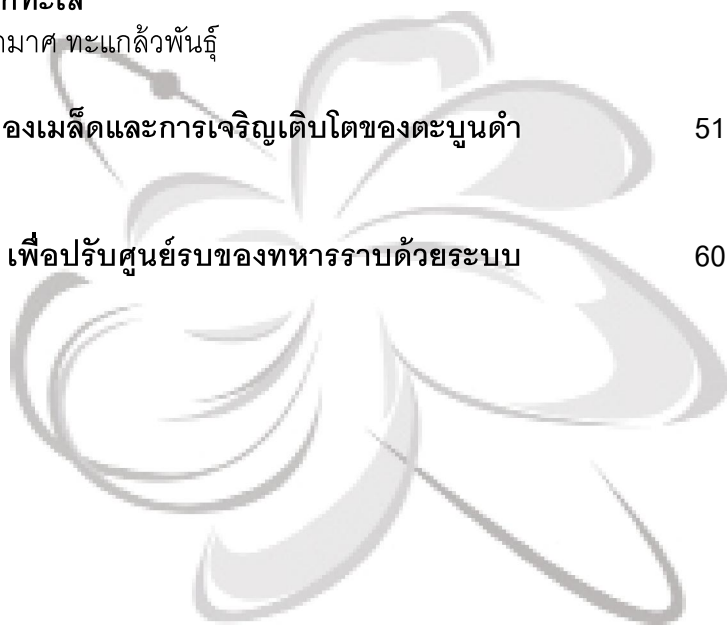 ามาศ ทะแกล้วพันธุ์
องเมล็ดและการเจริญเติบโตของตะบูนดำ 51
เพื่อปรับศูนย์รบของทหารราบด้วยระบบ 60